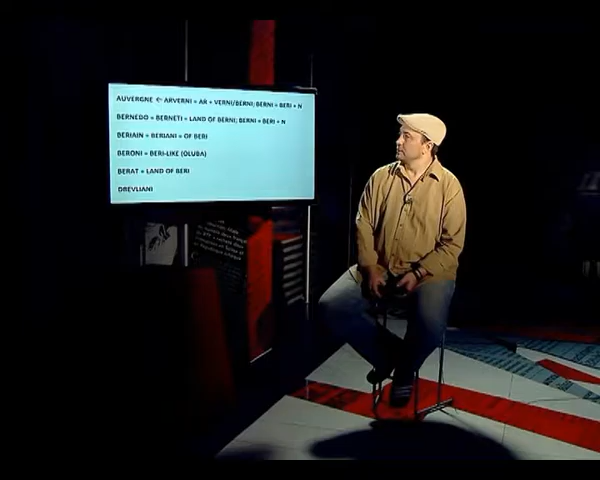 AUVERGNE ← ARVERNI = AR + VERNI/BERNI; BERNI = BERI + N
BERNEDO = BERNETI = LAND OF BERNI; BERNI = BERI + N
BERIAIN = BERIANI = OF BERI
BERONI = BERI-LIKE (OLUBA)
BERAT = LAND OF BERI
DREVLIANI